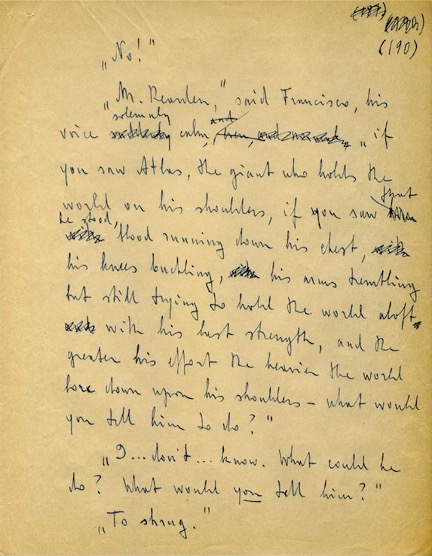 (190)
„No!"
„Mr. Rearden," said Francisco, his
solemnly
voice calm, „if
you saw Atlas, the giant who holds the
world on his shoulders, if you saw that
he stood, blood running down his chest,
his knees buckling, his arms trembling
but still trying to hold the world aloft
with his last strength, and the
greater his effort the heavier the world
bore down upon his shoulders – what would
you tell him to do?"
„I...don't...know. What could he
do? What would you tell him?"
„To shrug."